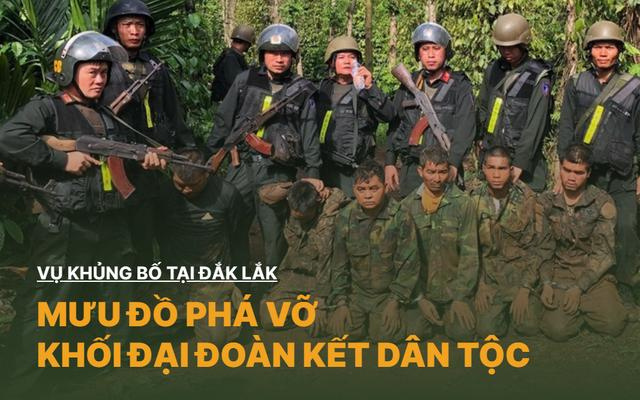 VỤ KHỦNG BỐ TẠI ĐẮK LẮK
MƯU ĐỒ PHÁ VỠ
KHỐI ĐẠI ĐOÀN KẾT DÂN TỘC